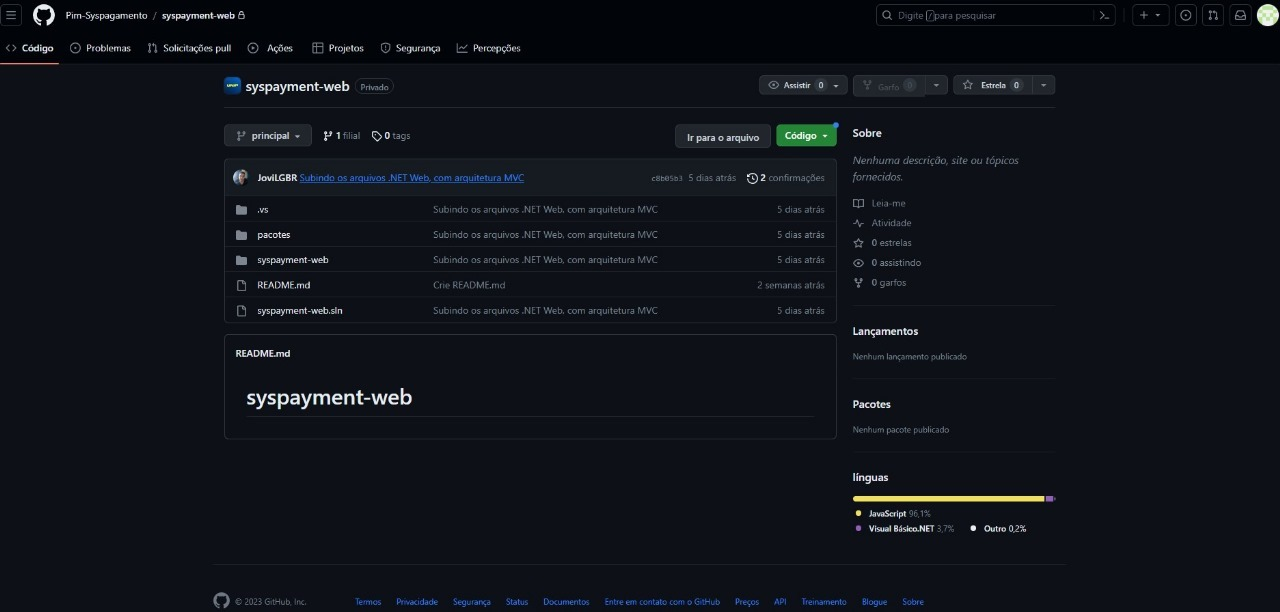 Pim-Syspagamento / syspayment-web
Digite / para pesquisar
Código Problemas Solicitações pull Ações Projetos Segurança Percepções
syspayment-web Privado
Assistir 0 Garfo 0 Estrela 0
principal 1 filial 0 tags Ir para o arquivo Código
JoviLGBR Subindo os arquivos .NET Web, com arquitetura MVC c8b05b3 5 dias atrás 2 confirmações
.vs Subindo os arquivos .NET Web, com arquitetura MVC 5 dias atrás
pacotes Subindo os arquivos .NET Web, com arquitetura MVC 5 dias atrás
syspayment-web Subindo os arquivos .NET Web, com arquitetura MVC 5 dias atrás
README.md Crie README.md 2 semanas atrás
syspayment-web.sln Subindo os arquivos .NET Web, com arquitetura MVC 5 dias atrás
README.md
syspayment-web
Sobre
Nenhuma descrição, site ou tópicos
fornecidos.
Leia-me
Atividade
0 estrelas
0 assistindo
0 garfos
Lançamentos
Nenhum lançamento publicado
Pacotes
Nenhum pacote publicado
línguas
JavaScript 96,1%
Visual Básico.NET 3,7% Outro 0,2%
© 2023 GitHub, Inc. Termos Privacidade Segurança Status Documentos Entre em contato com o GitHub Preços API Treinamento Blogue Sobre